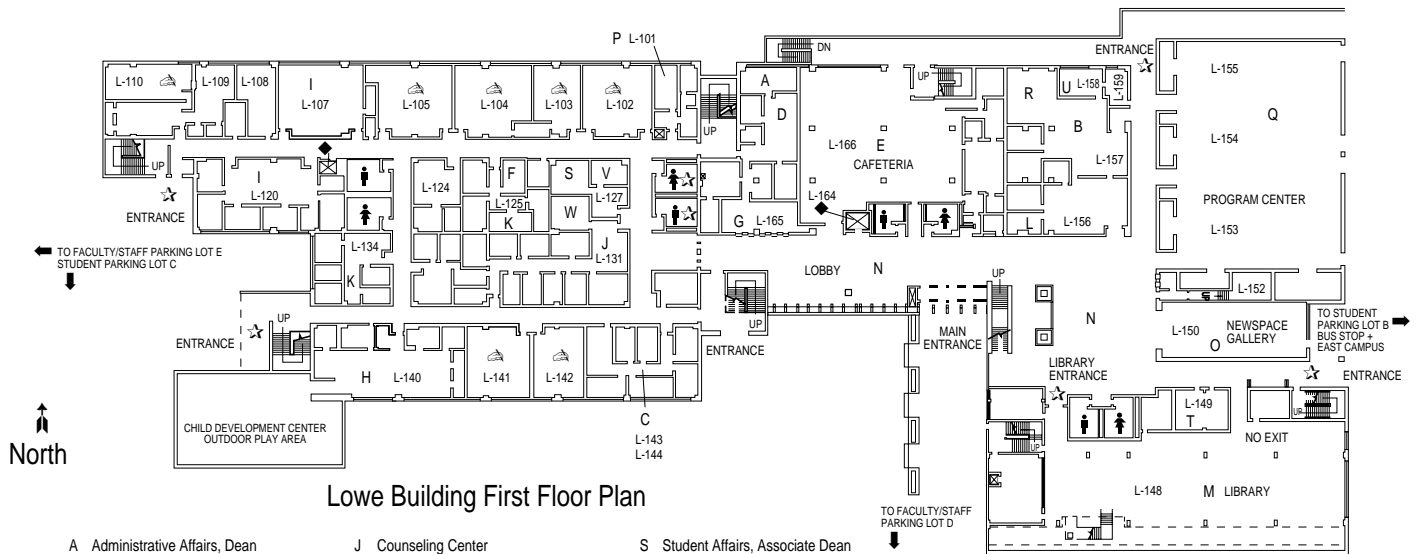 P L-101
DN
ENTRANCE
L-110
L-109
L-108
I
L-107
L-105
L-104
L-103
L-102
UP
A
D
UP
R
U
L-158
L-159
L-155
L-154
Q
B
L-157
L-166
E
CAFETERIA
UP
ENTRANCE
I
L-120
L-124
F
L-125
K
S
V
L-127
W
J
L-131
L-134
K
G
L-165
L-164
L
L-156
PROGRAM CENTER
L-153
TO FACULTY/STAFF PARKING LOT E
STUDENT PARKING LOT C
LOBBY
N
UP
L-152
UP
ENTRANCE
UP
ENTRANCE
MAIN
ENTRANCE
N
L-150
NEWSPACE
GALLERY
O
TO STUDENT
PARKING LOT B
BUS STOP +
EAST CAMPUS
LIBRARY
ENTRANCE
ENTRANCE
H
L-140
L-141
L-142
C
L-143
L-144
UP
L-149
T
UP
NO EXIT
CHILD DEVELOPMENT CENTER
OUTDOOR PLAY AREA
North
L-148
M LIBRARY
Lowe Building First Floor Plan
TO FACULTY/STAFF
PARKING LOT D
A Administrative Affairs, Dean
J Counseling Center
S Student Affairs, Associate Dean